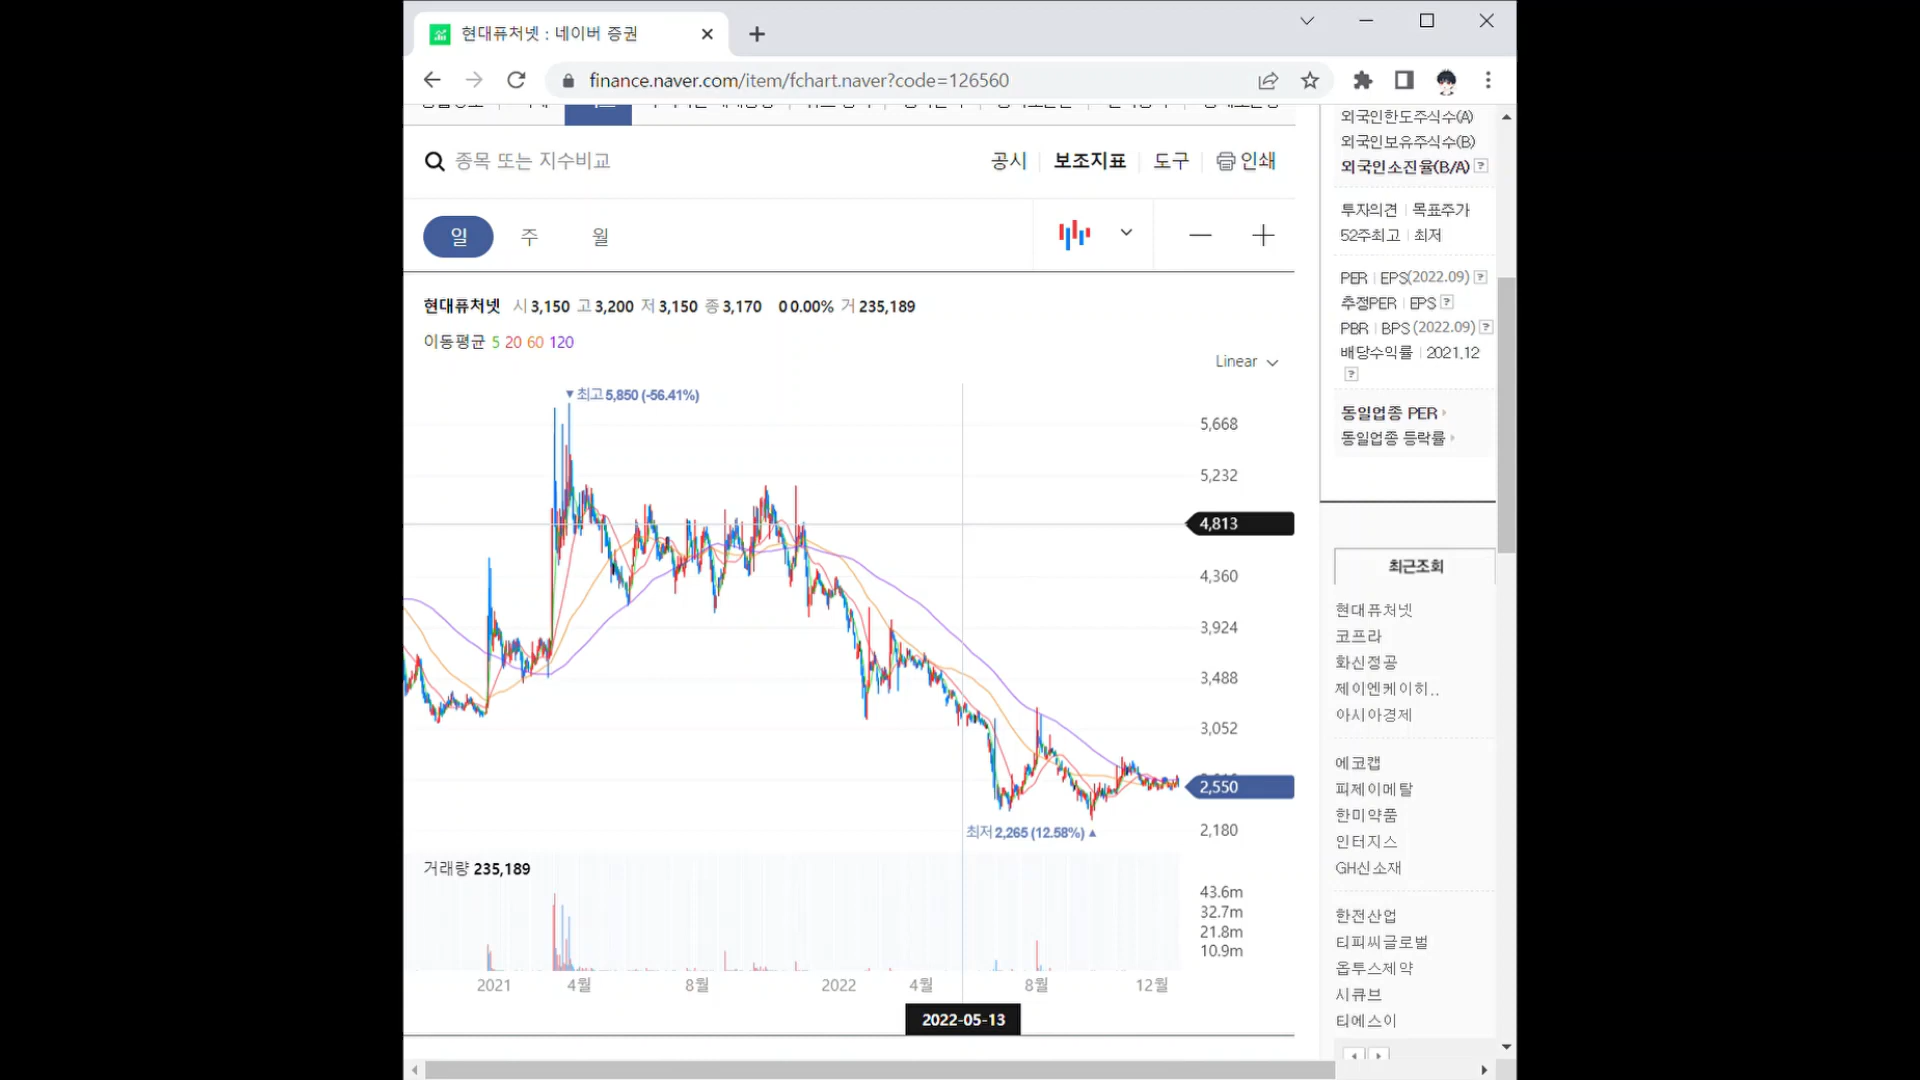 현대퓨처넷 : 네이버 증권
finance.naver.com/item/fchart.naver?code=126560
종목 또는 지수비교
공시 보조지표 도구 인쇄
일 주 월
현대퓨처넷 시 3,150 고 3,200 저 3,150 종 3,170 0 0.00% 거 235,189
이동평균 5 20 60 120
Linear
▼최고 5,850 (-56.41%)
5,668
5,232
4,813
4,360
3,924
3,488
3,052
2,550
2,180
최저 2,265 (12.58%) ▲
거래량 235,189
43.6m
32.7m
21.8m
10.9m
2021 4월 8월 2022 4월 8월 12월
2022-05-13
외국인한도주식수(A)
외국인보유주식수(B)
외국인소진율(B/A) ?
투자의견 | 목표주가
52주최고 | 최저
PER | EPS(2022.09) ?
추정PER | EPS ?
PBR | BPS (2022.09) ?
배당수익률 | 2021.12
?
동일업종 PER
동일업종 등락률
최근조회
현대퓨처넷
코프라
화신정공
제이엔케이히..
아시아경제
에코캡
피제이메탈
한미약품
인터지스
GH신소재
한전산업
티피씨글로벌
옵투스제약
시큐브
티에스이